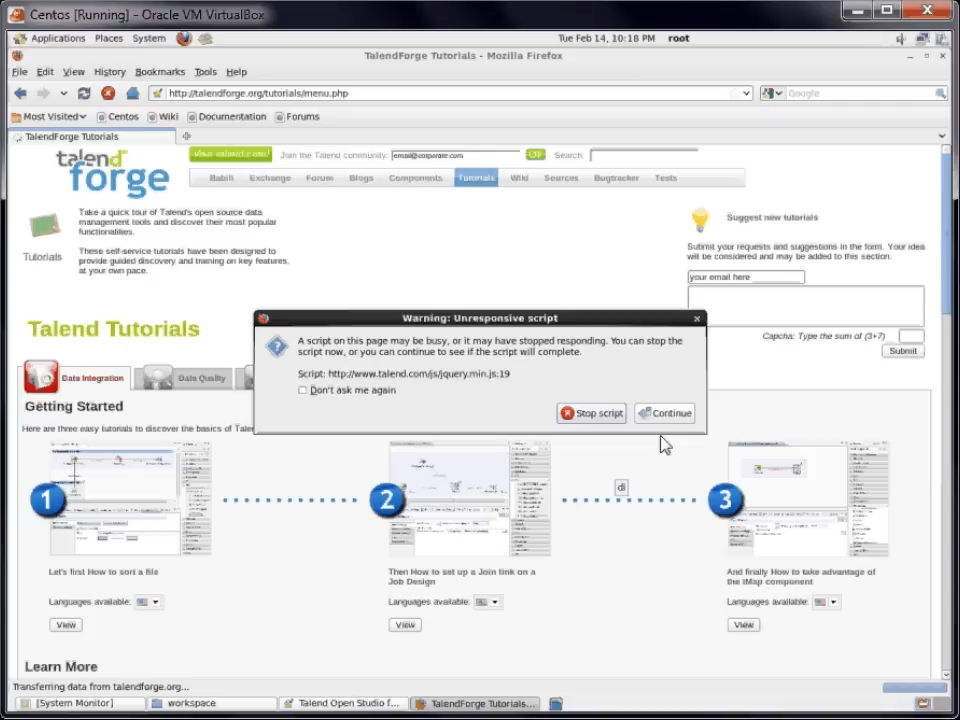 Centos [Running] - Oracle VM VirtualBox
Applications Places System Tue Feb 14, 10:18 PM root
TalendForge Tutorials - Mozilla Firefox
File Edit View History Bookmarks Tools Help
http://talendforge.org/tutorials/menu.php Google
Most Visited Centos Wiki Documentation Forums
TalendForge Tutorials
talend
forge
Join the Talend community: email@corporate.com Search:
Babili Exchange Forum Blogs Components Tutorials Wiki Sources Bugtracker Tests
Take a quick tour of Talend's open source data
management tools and discover their most popular
functionalities.
Tutorials
These self-service tutorials have been designed to
provide guided discovery and training on key features,
at your own pace.
Suggest new tutorials
Submit your requests and suggestions in the form. Your idea
will be considered and may be added to this section.
your email here
Capcha: Type the sum of (3+7)
Submit
Talend Tutorials
Warning: Unresponsive script
A script on this page may be busy, or it may have stopped responding. You can stop the
script now, or you can continue to see if the script will complete.
Script: http://www.talend.com/js/jquery.min.js:19
Don't ask me again
Stop script Continue
Data Integration Data Quality
Getting Started
Here are three easy tutorials to discover the basics of Talen
1 2 di 3
Let's first How to sort a file
Then How to set up a Join link on a
Job Design
And finally How to take advantage of
the tMap component
Languages available: Languages available: Languages available:
View View View
Learn More
Transferring data from talendforge.org...
[System Monitor] workspace Talend Open Studio f... TalendForge Tutorials...